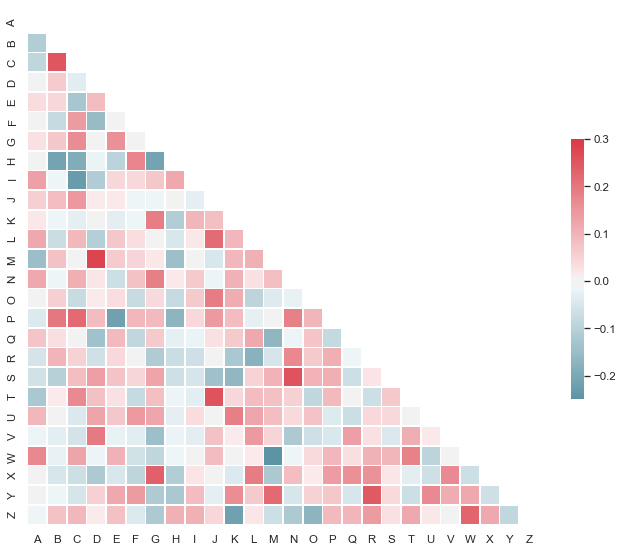 A
B
C
D
E
F
G
H
I
J
K
L
M
N
O
P
Q
R
S
T
U
V
W
X
Y
Z
A B C D E F G H I J K L M N O P Q R S T U V W X Y Z
0.3
0.2
0.1
0.0
−0.1
−0.2